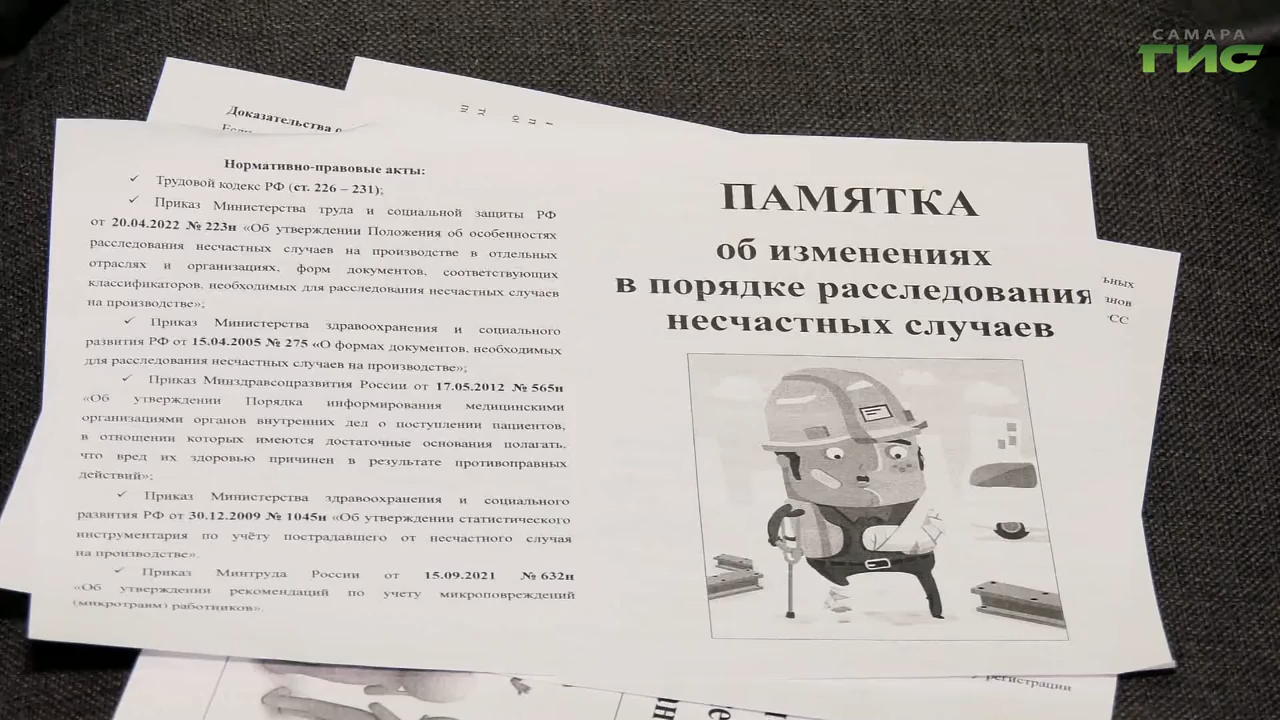 САМАРА
ГИС
Доказательства
Нормативно-правовые акты:
✓ Трудовой кодекс РФ (ст. 226 – 231);
✓ Приказ Министерства труда и социальной защиты РФ
от 20.04.2022 № 223н «Об утверждении Положения об особенностях
расследования несчастных случаев на производстве в отдельных
отраслях и организациях, форм документов, соответствующих
классификаторов, необходимых для расследования несчастных случаев
на производстве»;
✓ Приказ Министерства здравоохранения и социального
развития РФ от 15.04.2005 № 275 «О формах документов, необходимых
для расследования несчастных случаев на производстве»;
✓ Приказ Минздравсоцразвития России от 17.05.2012 № 565н
«Об утверждении Порядка информирования медицинскими
организациями органов внутренних дел о поступлении пациентов,
в отношении которых имеются достаточные основания полагать,
что вред их здоровью причинен в результате противоправных
действий»;
✓ Приказ Министерства здравоохранения и социального
развития РФ от 30.12.2009 № 1045н «Об утверждении статистического
инструментария по учёту пострадавшего от несчастного случая
на производстве».
✓ Приказ Минтруда России от 15.09.2021 № 632н
«Об утверждении рекомендаций по учету микроповреждений
(микротравм) работников».
ПАМЯТКА
об изменениях
в порядке расследования
несчастных случаев
ьных
анов
СС
регистрации